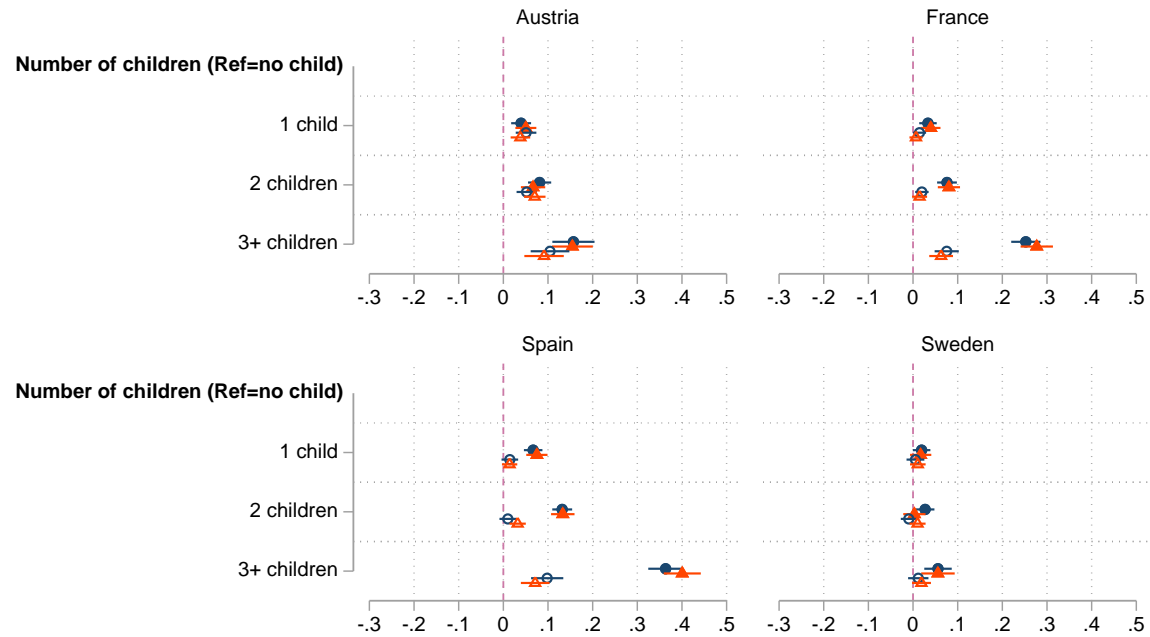 Austria
France
Number of children (Ref=no child)
1 child
2 children
3+ children
-.3 -.2 -.1 0 .1 .2 .3 .4 .5
-.3 -.2 -.1 0 .1 .2 .3 .4 .5
Spain
Sweden
Number of children (Ref=no child)
1 child
2 children
3+ children
-.3 -.2 -.1 0 .1 .2 .3 .4 .5
-.3 -.2 -.1 0 .1 .2 .3 .4 .5